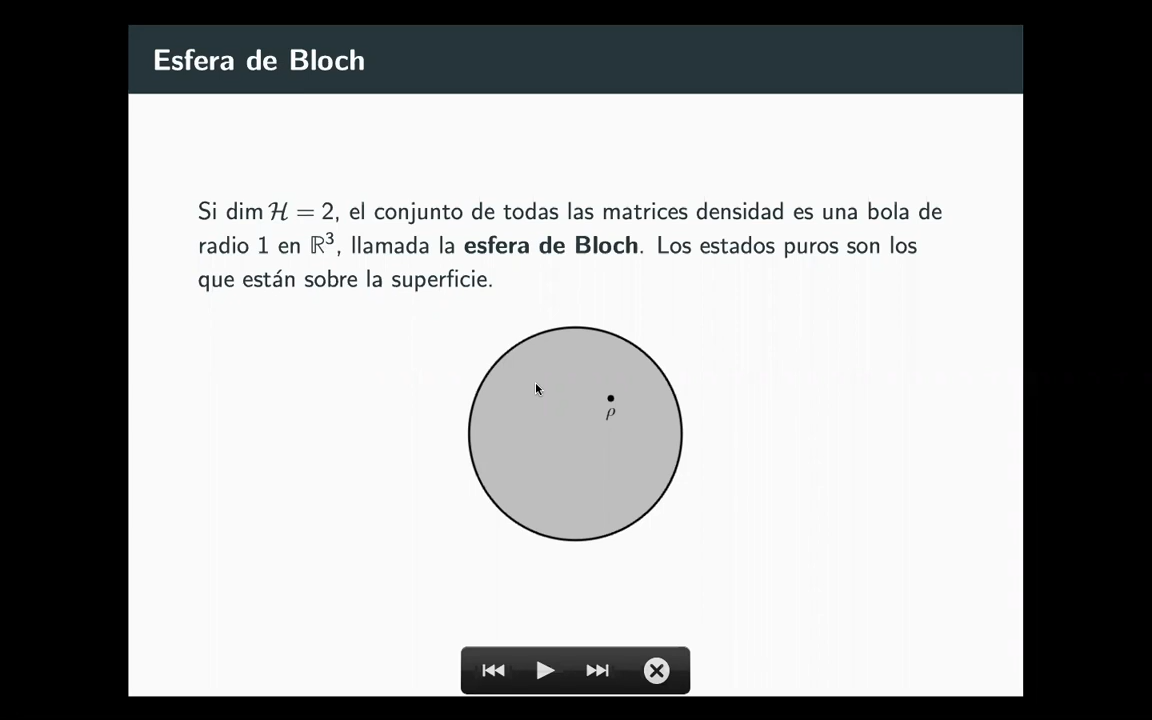 Esfera de Bloch
Si dim ℋ = 2, el conjunto de todas las matrices densidad es una bola de
radio 1 en ℝ³, llamada la esfera de Bloch. Los estados puros son los
que están sobre la superficie.
ρ